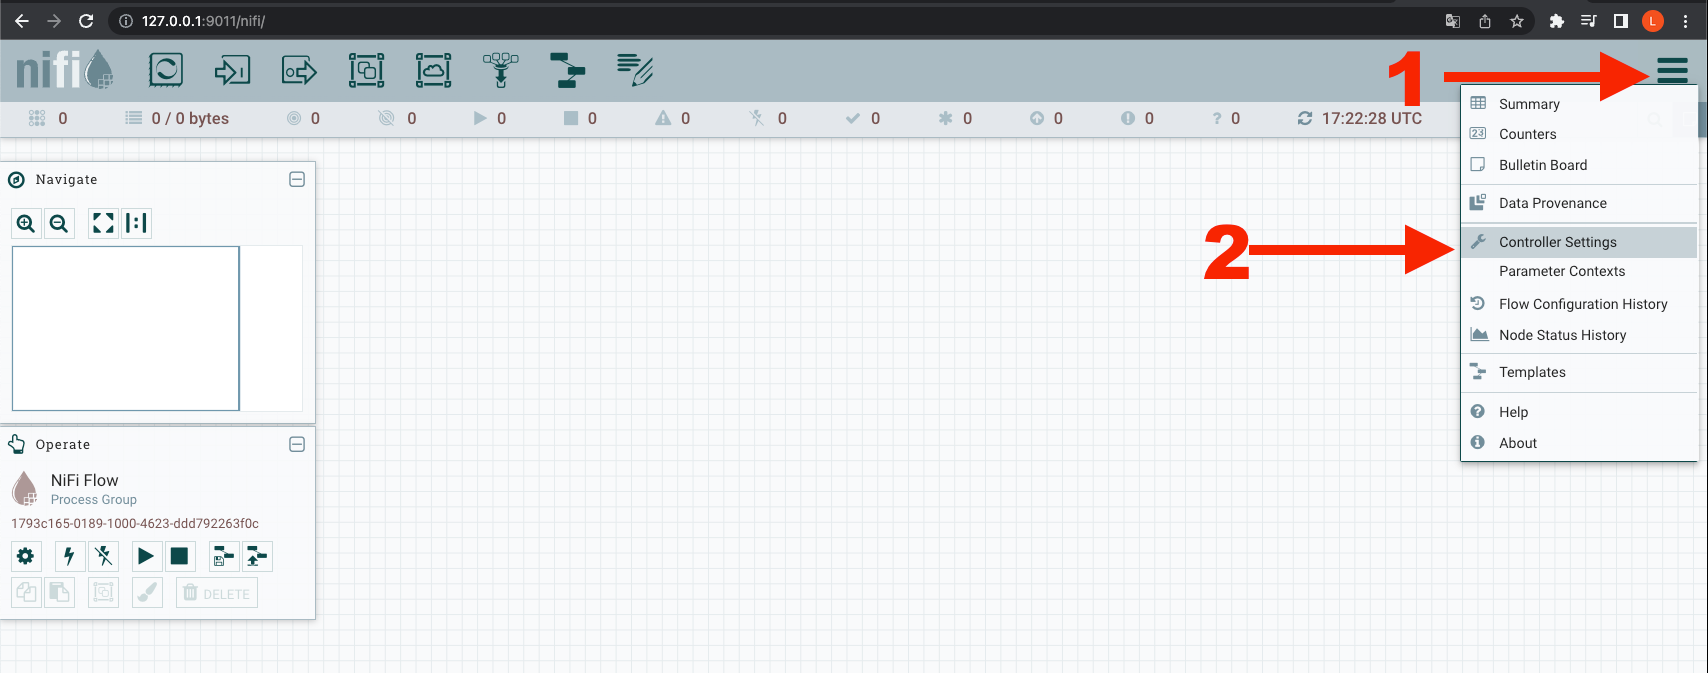 127.0.0.1:9011/nifi/
L
nifi
1
0
0 / 0 bytes
0
0
0
0
0
0
0
0
0
0
0
17:22:28 UTC
Summary
23 Counters
Bulletin Board
Data Provenance
2
Controller Settings
Parameter Contexts
Flow Configuration History
Node Status History
Templates
Help
About
Navigate
Operate
NiFi Flow
Process Group
1793c165-0189-1000-4623-ddd792263f0c
DELETE